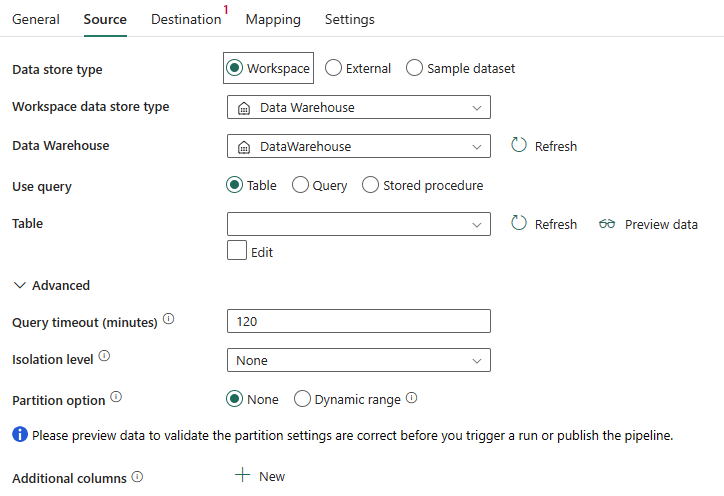 General Source Destination 1 Mapping Settings
Data store type Workspace External Sample dataset
Workspace data store type Data Warehouse
Data Warehouse DataWarehouse Refresh
Use query Table Query Stored procedure
Table Refresh Preview data
Edit
Advanced
Query timeout (minutes) 120
Isolation level None
Partition option None Dynamic range
Please preview data to validate the partition settings are correct before you trigger a run or publish the pipeline.
Additional columns New